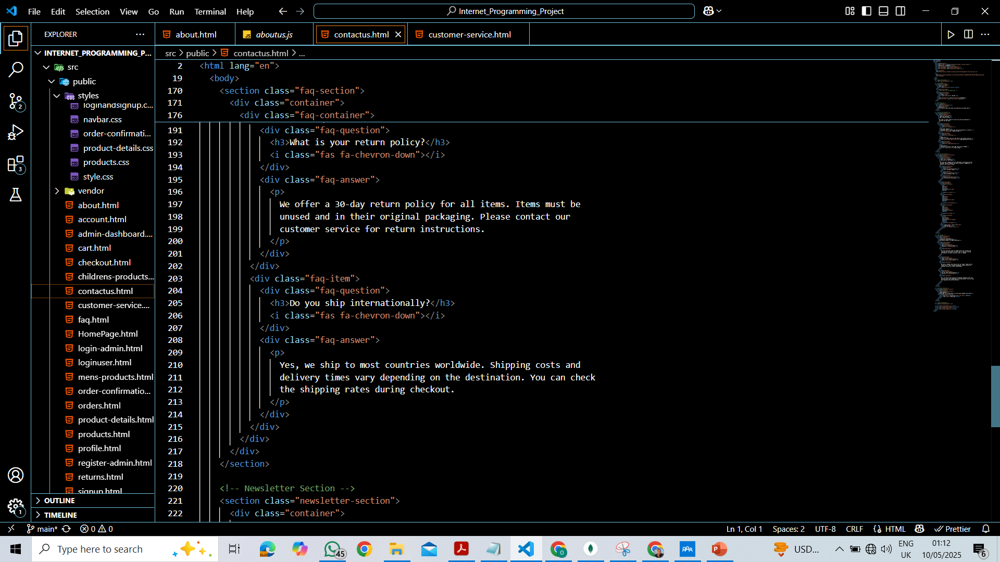 File Edit Selection View Go Run Terminal Help
Internet_Programming_Project
EXPLORER
about.html
aboutus.js
contactus.html
customer-service.html
INTERNET_PROGRAMMING_P...
src > public > contactus.html > ...
src
public
styles
loginandsignup.c...
navbar.css
order-confirmati...
product-details.css
products.css
style.css
vendor
about.html
account.html
admin-dashboard....
cart.html
checkout.html
childrens-products...
contactus.html
customer-service....
faq.html
HomePage.html
login-admin.html
loginuser.html
mens-products.html
order-confirmatio...
orders.html
product-details.html
products.html
profile.html
register-admin.html
returns.html
signup.html
OUTLINE
TIMELINE
2 <html lang="en">
19 <body>
170 <section class="faq-section">
171 <div class="container">
176 <div class="faq-container">
191 <div class="faq-question">
192 <h3>What is your return policy?</h3>
193 <i class="fas fa-chevron-down"></i>
194 </div>
195 <div class="faq-answer">
196 <p>
197 We offer a 30-day return policy for all items. Items must be
198 unused and in their original packaging. Please contact our
199 customer service for return instructions.
200 </p>
201 </div>
202 </div>
203 <div class="faq-item">
204 <div class="faq-question">
205 <h3>Do you ship internationally?</h3>
206 <i class="fas fa-chevron-down"></i>
207 </div>
208 <div class="faq-answer">
209 <p>
210 Yes, we ship to most countries worldwide. Shipping costs and
211 delivery times vary depending on the destination. You can check
212 the shipping rates during checkout.
213 </p>
214 </div>
215 </div>
216 </div>
217 </div>
218 </section>
219
220 <!-- Newsletter Section -->
221 <section class="newsletter-section">
222 <div class="container">
2
3
1
main* 0 0
Ln 1, Col 1 Spaces: 2 UTF-8 CRLF {} HTML Prettier
Type here to search
45
USD...
ENG
UK
01:12
10/05/2025
6